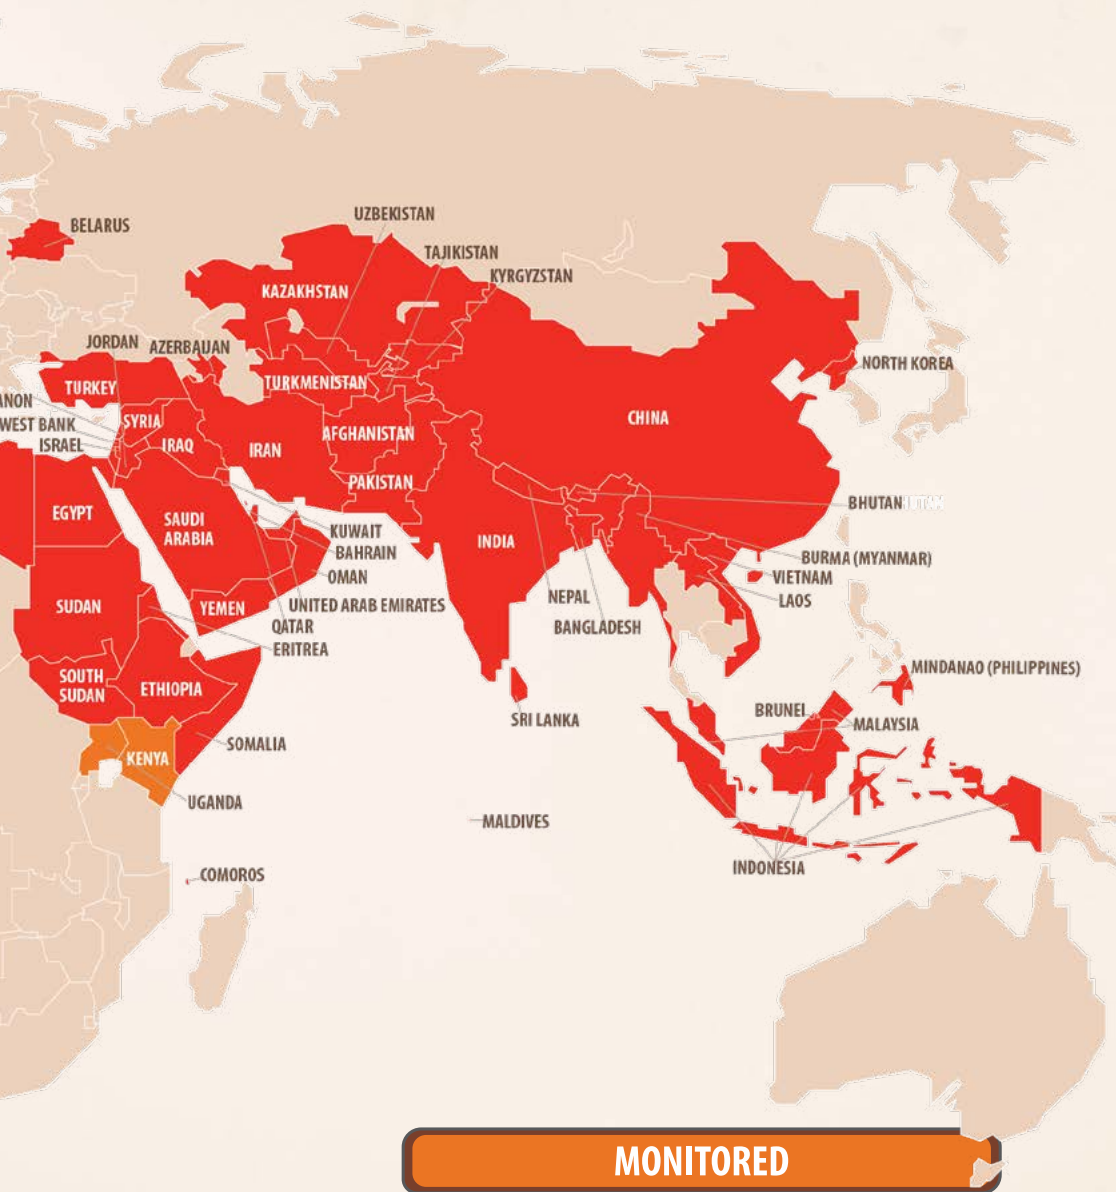 UZBEKISTAN
BELARUS
TAJIKISTAN
KYRGYZSTAN
KAZAKHSTAN
JORDAN
AZERBAIJAN
NORTH KOREA
TURKMENISTAN
TURKEY
ANON
SYRIA
CHINA
WEST BANK
AFGHANISTAN
ISRAEL
IRAQ
IRAN
PAKISTAN
BHUTAN
EGYPT
SAUDI
ARABIA
KUWAIT
INDIA
BAHRAIN
BURMA (MYANMAR)
OMAN
VIETNAM
NEPAL
LAOS
SUDAN
YEMEN
UNITED ARAB EMIRATES
QATAR
BANGLADESH
ERITREA
MINDANAO (PHILIPPINES)
SOUTH
SUDAN
ETHIOPIA
BRUNEI
SRI LANKA
MALAYSIA
SOMALIA
KENYA
UGANDA
MALDIVES
INDONESIA
COMOROS
MONITORED